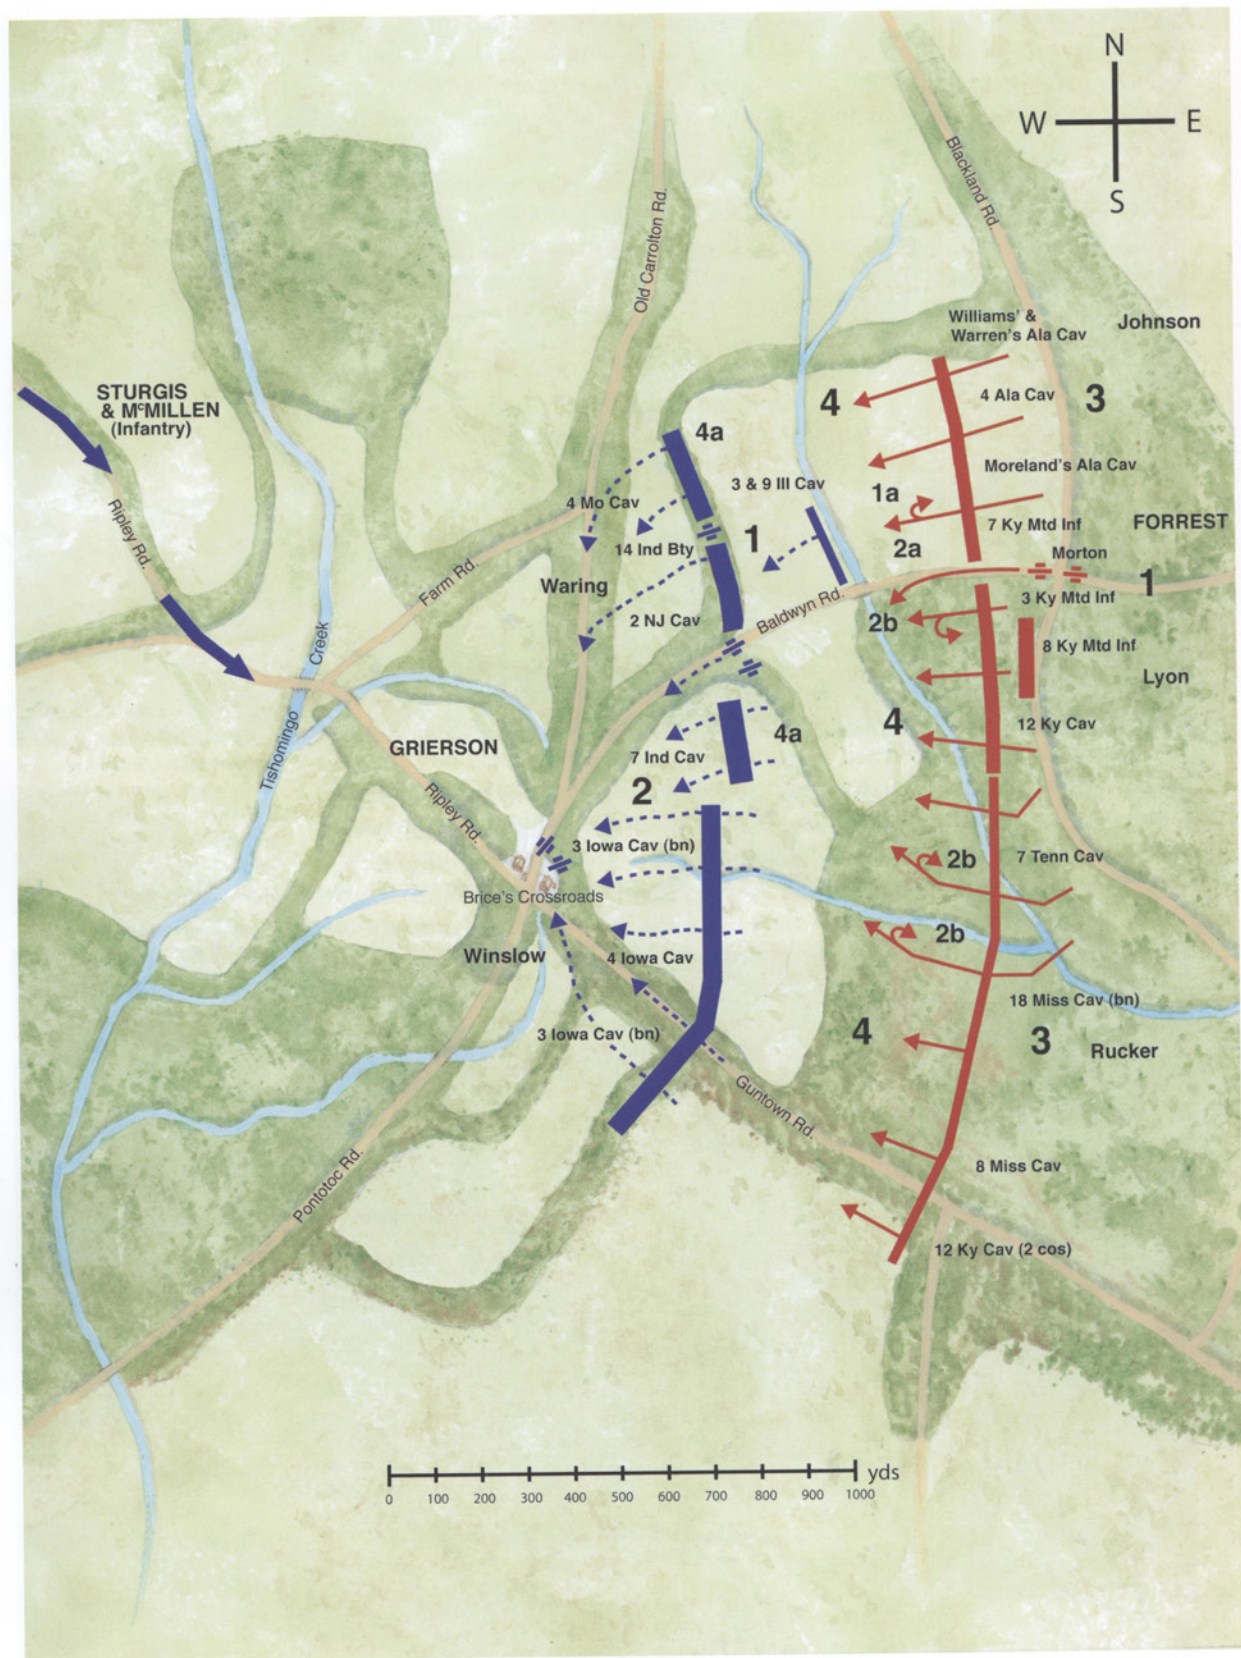 N
W E
S
Blackland Rd.
Old Carrolton Rd.
Williams' &
Warren's Ala Cav
Johnson
STURGIS
& McMILLEN
(Infantry)
4
4 Ala Cav
3
4a
Moreland's Ala Cav
3 & 9 Ill Cav
1a
4 Mo Cav
7 Ky Mtd Inf
FORREST
Ripley Rd.
14 Ind Bty
1
2a
Morton
1
Farm Rd.
Waring
Baldwyn Rd.
3 Ky Mtd Inf
2 NJ Cav
2b
8 Ky Mtd Inf
Creek
Lyon
Tishomingo
GRIERSON
4
12 Ky Cav
4a
7 Ind Cav
2
Ripley Rd.
3 Iowa Cav (bn)
2b
7 Tenn Cav
Brice's Crossroads
2b
Winslow
4 Iowa Cav
18 Miss Cav (bn)
3 Iowa Cav (bn)
4
3
Rucker
Guntown Rd.
8 Miss Cav
Pontotoc Rd.
12 Ky Cav (2 cos)
yds
0 100 200 300 400 500 600 700 800 900 1000